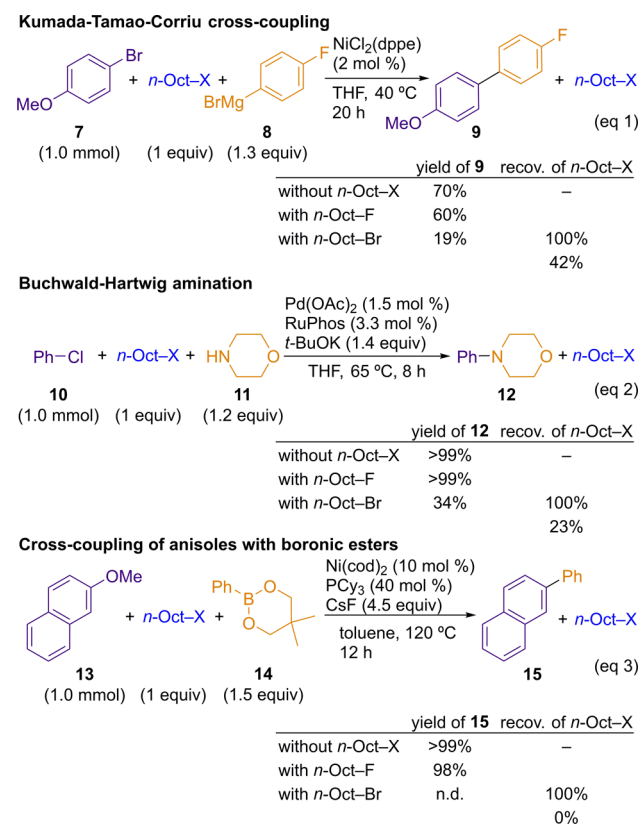 Kumada-Tamao-Corriu cross-coupling
Br
MeO
+ n-Oct–X +
F
BrMg
NiCl2(dppe)
(2 mol %)
THF, 40 ºC
20 h
F
MeO
+ n-Oct–X
7 8 9 (eq 1)
(1.0 mmol) (1 equiv) (1.3 equiv)
yield of 9 recov. of n-Oct–X
without n-Oct–X 70% –
with n-Oct–F 60%
with n-Oct–Br 19% 100%
42%
Buchwald-Hartwig amination
Ph–Cl + n-Oct–X + HN O
Pd(OAc)2 (1.5 mol %)
RuPhos (3.3 mol %)
t-BuOK (1.4 equiv)
THF, 65 ºC, 8 h
Ph–N O + n-Oct–X
10 11 12 (eq 2)
(1.0 mmol) (1 equiv) (1.2 equiv)
yield of 12 recov. of n-Oct–X
without n-Oct–X >99% –
with n-Oct–F >99%
with n-Oct–Br 34% 100%
23%
Cross-coupling of anisoles with boronic esters
OMe
+ n-Oct–X +
Ph B O
O
Ni(cod)2 (10 mol %)
PCy3 (40 mol %)
CsF (4.5 equiv)
toluene, 120 ºC
12 h
Ph
+ n-Oct–X
13 14 15 (eq 3)
(1.0 mmol) (1 equiv) (1.5 equiv)
yield of 15 recov. of n-Oct–X
without n-Oct–X >99% –
with n-Oct–F 98%
with n-Oct–Br n.d. 100%
0%